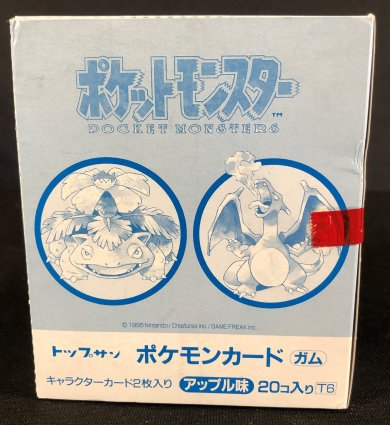 ポケットモンスター™
POCKET MONSTERS
© 1995 Nintendo/Creatures inc./GAME FREAK inc.
トップサン ポケモンカード ガム
キャラクターカード2枚入り アップル味 20コ入り T6